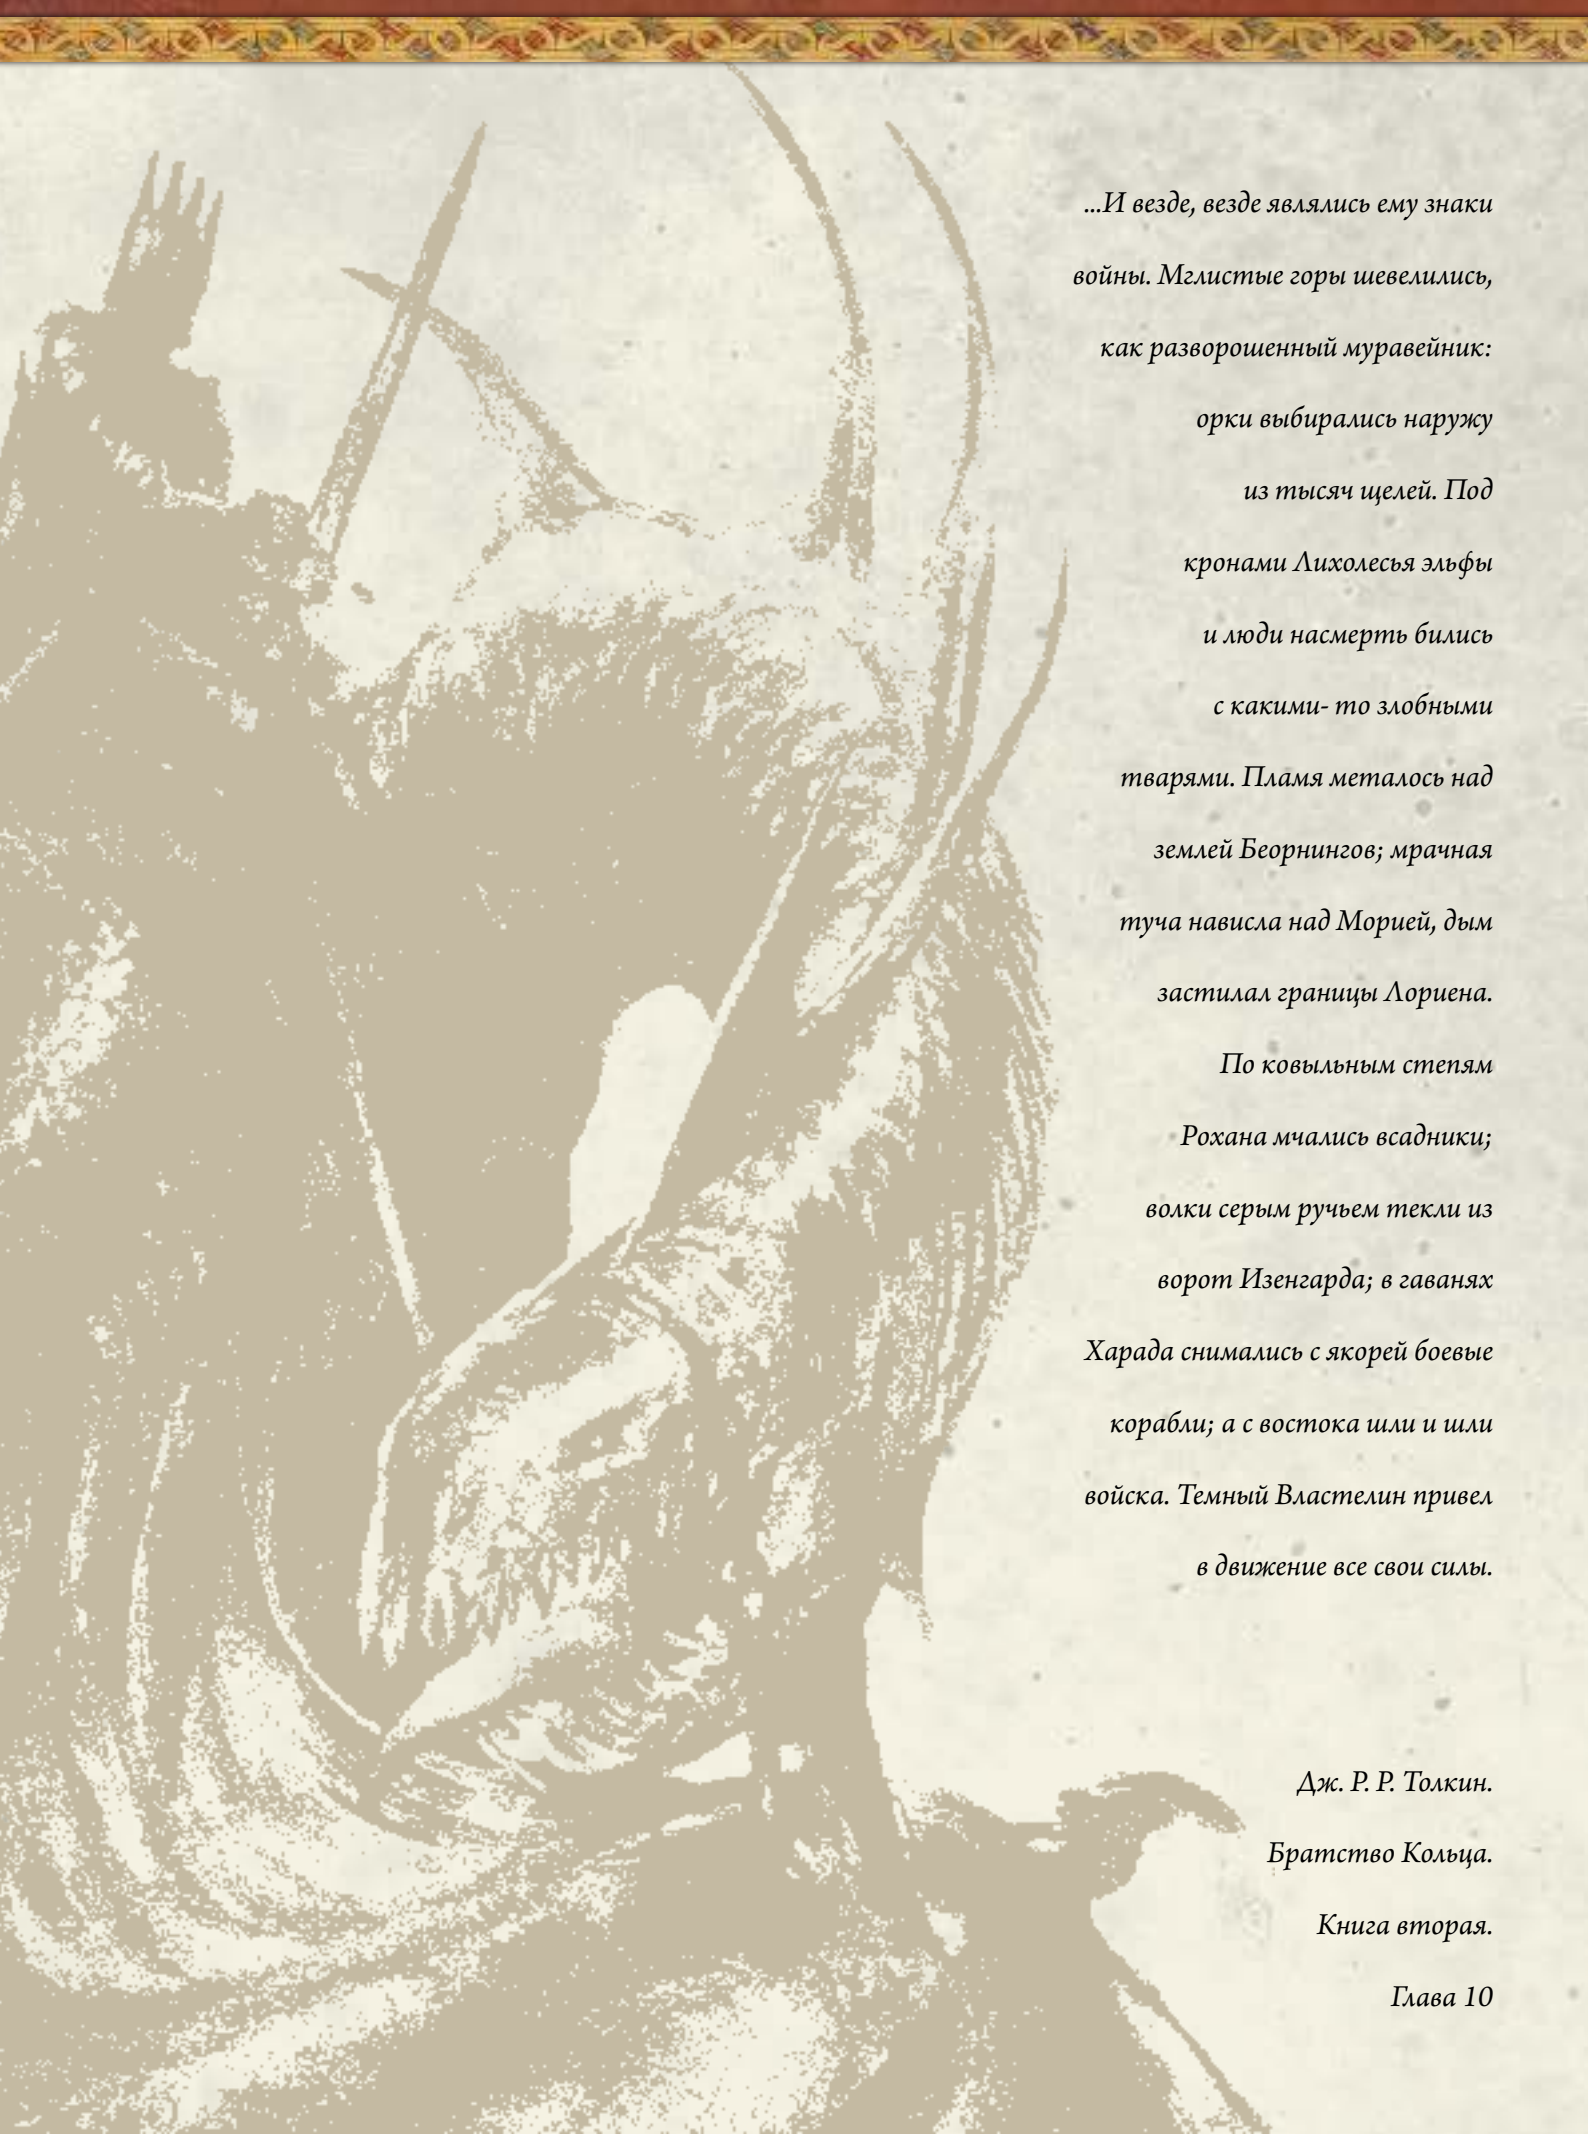 ...И везде, везде являлись ему знаки
войны. Мглистые горы шевелились,
как разворошенный муравейник:
орки выбирались наружу
из тысяч щелей. Под
кронами Лихолесья эльфы
и люди насмерть бились
с какими- то злобными
тварями. Пламя металось над
землей Беорнингов; мрачная
туча нависла над Морией, дым
застилал границы Лориена.
По ковыльным степям
Рохана мчались всадники;
волки серым ручьем текли из
ворот Изенгарда; в гаванях
Харада снимались с якорей боевые
корабли; а с востока шли и шли
войска. Темный Властелин привел
в движение все свои силы.
Дж. Р. Р. Толкин.
Братство Кольца.
Книга вторая.
Глава 10